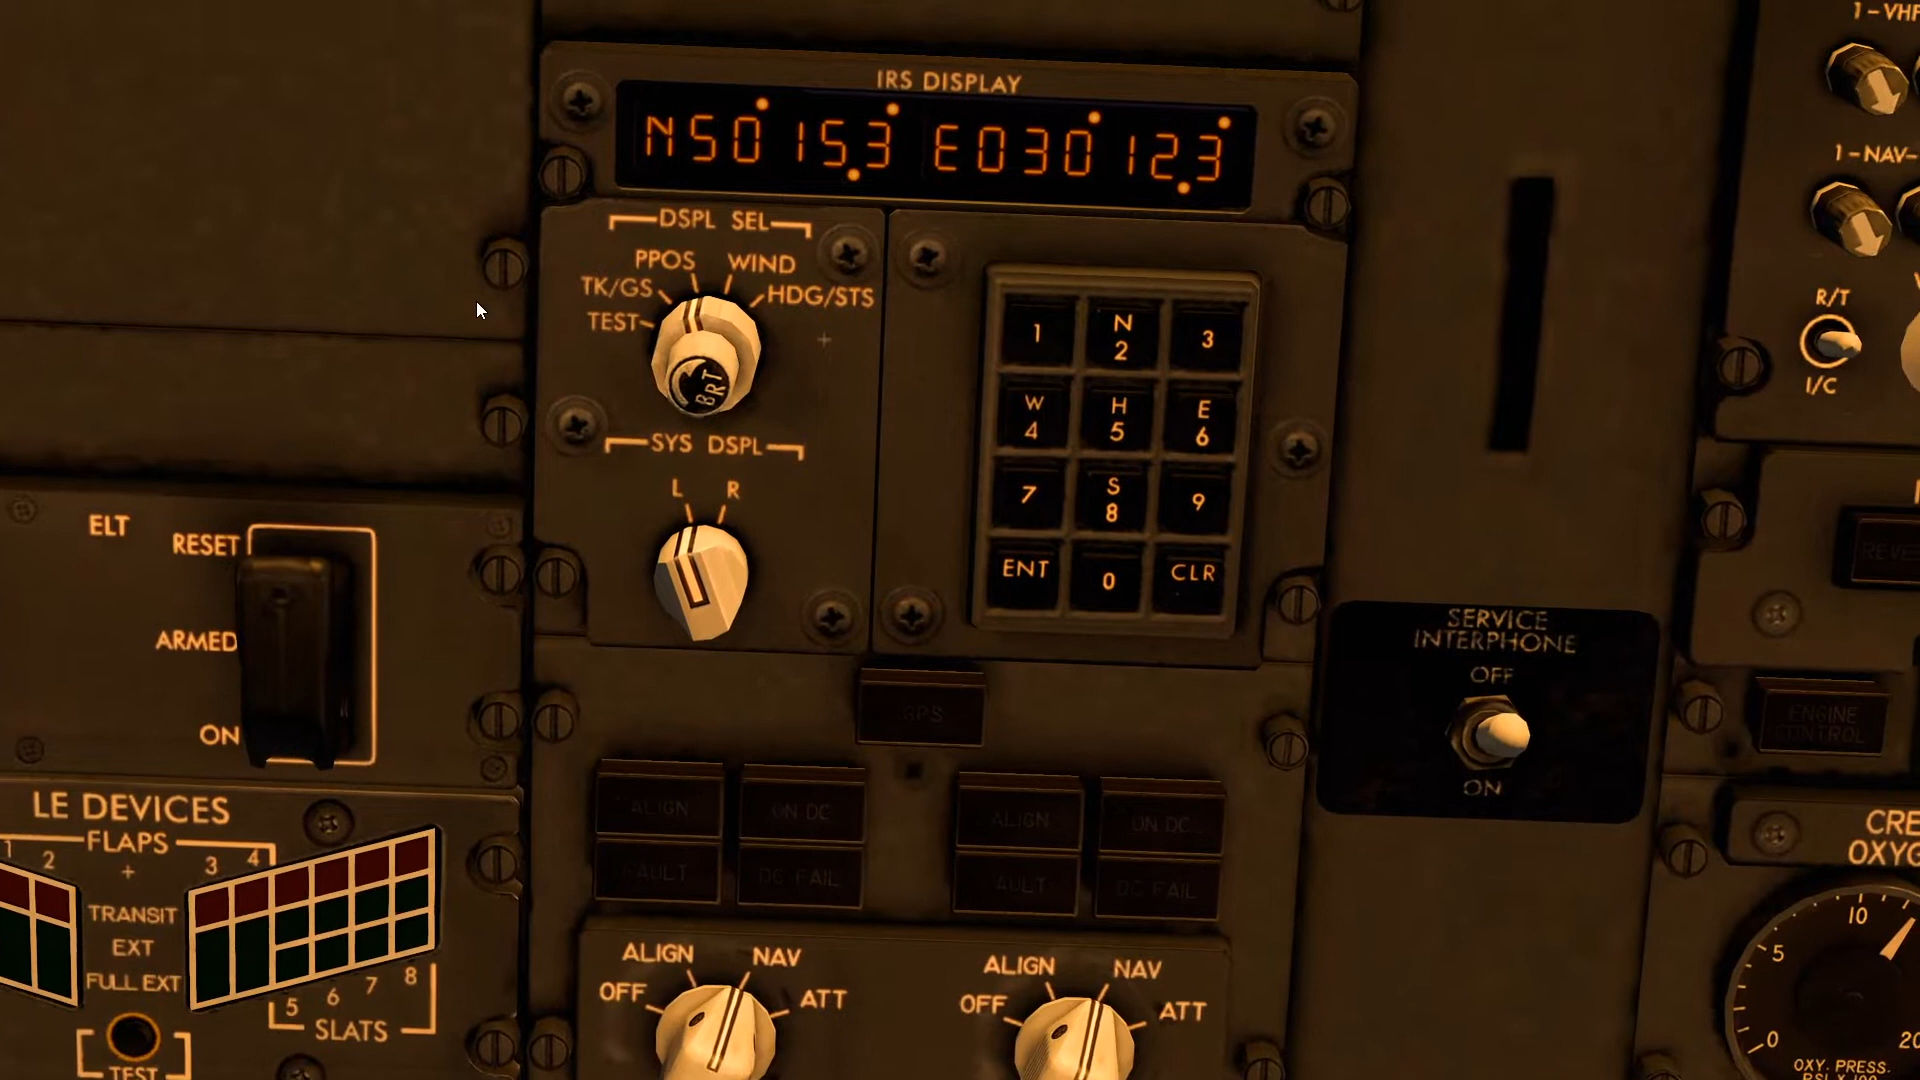 IRS DISPLAY
N50°15.3' E030°12.3'
DSPL SEL
PPOS WIND
TK/GS HDG/STS
TEST
BRT
SYS DSPL
L R
1 N 2 3
W 4 H 5 E 6
7 S 8 9
ENT 0 CLR
GPS
ALIGN ON DC ALIGN ON DC
FAULT DC FAIL FAULT DC FAIL
ALIGN NAV
OFF ATT
ALIGN NAV
OFF ATT
ELT
RESET
ARMED
ON
LE DEVICES
FLAPS
1 2 3 4
TRANSIT
EXT
FULL EXT
5 6 7 8
SLATS
TEST
SERVICE
INTERPHONE
OFF
ON
1-VHF
1-NAV-
R/T
I/C
ENGINE
CONTROL
5 10
0 20
OXY. PRESS.